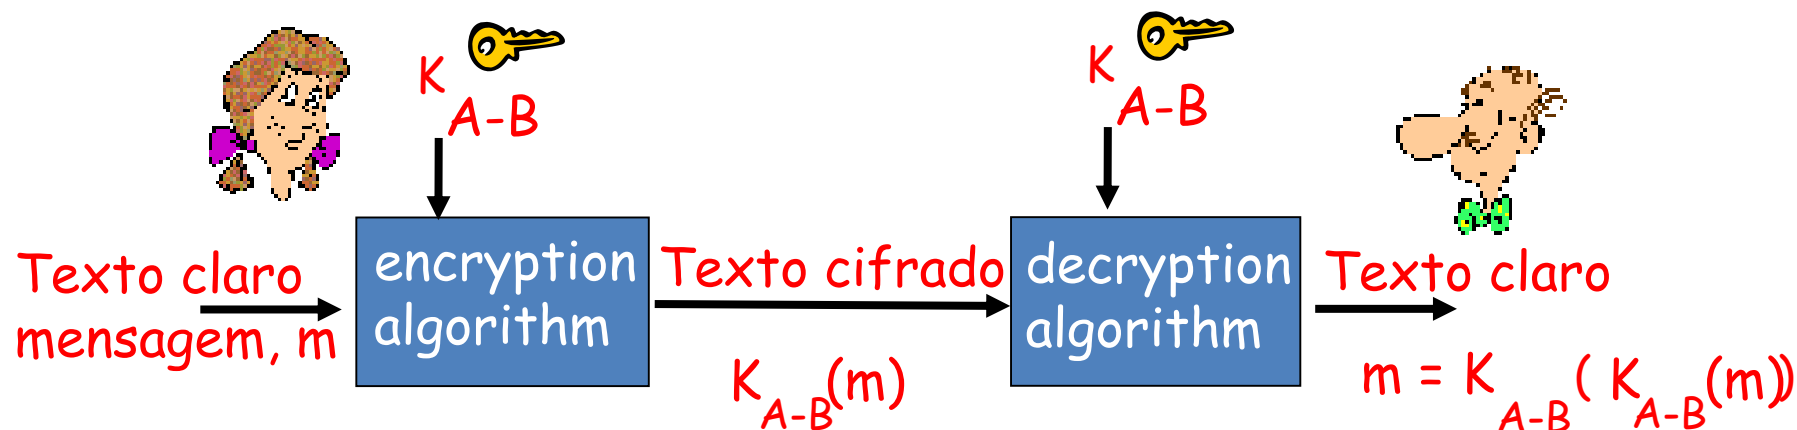 K A-B
K A-B
Texto claro
mensagem, m
encryption
algorithm
Texto cifrado
K A-B (m)
decryption
algorithm
Texto claro
m = K A-B ( K A-B (m))